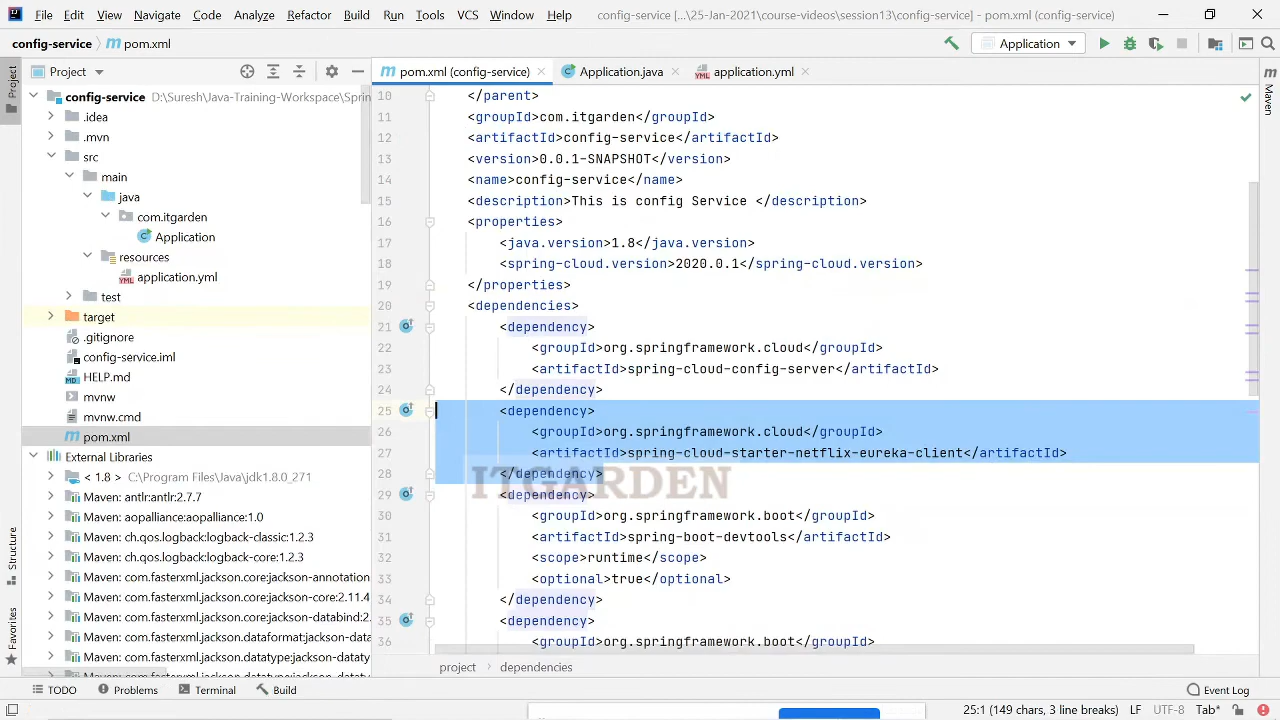 File Edit View Navigate Code Analyze Refactor Build Run Tools VCS Window Help config-service [...\25-Jan-2021\course-videos\session13\config-service] - pom.xml (config-service)
config-service pom.xml Application
Project pom.xml (config-service) Application.java application.yml
Project
Maven
config-service D:\Suresh\Java-Training-Workspace\Sprin
.idea
.mvn
src
main
java
com.itgarden
Application
resources
application.yml
test
target
.gitignore
config-service.iml
HELP.md
mvnw
mvnw.cmd
pom.xml
External Libraries
< 1.8 > C:\Program Files\Java\jdk1.8.0_271
Maven: antlr:antlr:2.7.7
Maven: aopalliance:aopalliance:1.0
Maven: ch.qos.logback:logback-classic:1.2.3
Maven: ch.qos.logback:logback-core:1.2.3
Maven: com.fasterxml.jackson.core:jackson-annotation
Maven: com.fasterxml.jackson.core:jackson-core:2.11.4
Maven: com.fasterxml.jackson.core:jackson-databind:2.
Maven: com.fasterxml.jackson.dataformat:jackson-data
Maven: com.fasterxml.jackson.datatype:jackson-dataty
Structure
Favorites
10 </parent>
11 <groupId>com.itgarden</groupId>
12 <artifactId>config-service</artifactId>
13 <version>0.0.1-SNAPSHOT</version>
14 <name>config-service</name>
15 <description>This is config Service </description>
16 <properties>
17 <java.version>1.8</java.version>
18 <spring-cloud.version>2020.0.1</spring-cloud.version>
19 </properties>
20 <dependencies>
21 <dependency>
22 <groupId>org.springframework.cloud</groupId>
23 <artifactId>spring-cloud-config-server</artifactId>
24 </dependency>
25 <dependency>
26 <groupId>org.springframework.cloud</groupId>
27 <artifactId>spring-cloud-starter-netflix-eureka-client</artifactId>
28 </dependency>
ITGARDEN
29 <dependency>
30 <groupId>org.springframework.boot</groupId>
31 <artifactId>spring-boot-devtools</artifactId>
32 <scope>runtime</scope>
33 <optional>true</optional>
34 </dependency>
35 <dependency>
36 <groupId>org.springframework.boot</groupId>
project dependencies
TODO Problems Terminal Build Event Log
25:1 (149 chars, 3 line breaks) LF UTF-8 Tab*